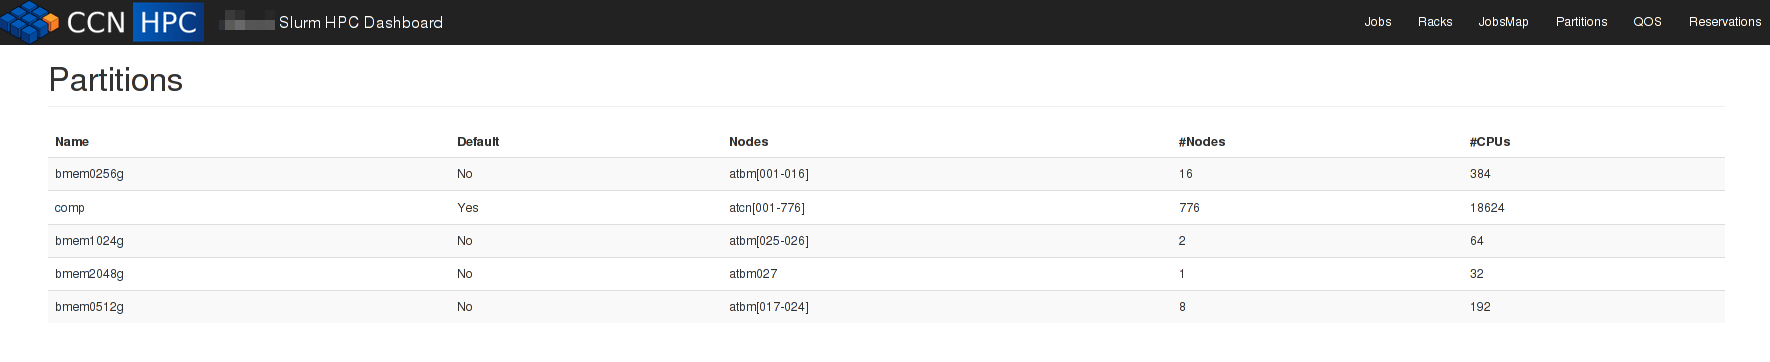 CCN HPC Slurm HPC Dashboard Jobs Racks JobsMap Partitions QOS Reservations
Partitions
Name Default Nodes #Nodes #CPUs
bmem0256g No atbm[001-016] 16 384
comp Yes atcn[001-776] 776 18624
bmem1024g No atbm[025-026] 2 64
bmem2048g No atbm027 1 32
bmem0512g No atbm[017-024] 8 192